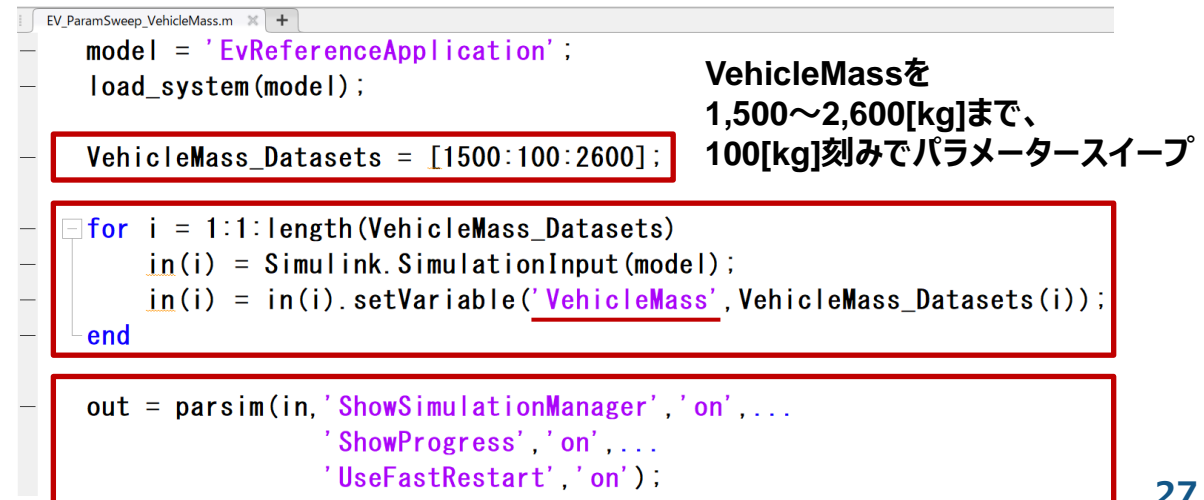 EV_ParamSweep_VehicleMass.m
model = 'EvReferenceApplication';
load_system(model);
VehicleMassを
1,500～2,600[kg]まで、
100[kg]刻みでパラメータースイープ
VehicleMass_Datasets = [1500:100:2600];
for i = 1:1:length(VehicleMass_Datasets)
in(i) = Simulink.SimulationInput(model);
in(i) = in(i).setVariable('VehicleMass',VehicleMass_Datasets(i));
end
out = parsim(in,'ShowSimulationManager','on',...
'ShowProgress','on',...
'UseFastRestart','on');
27